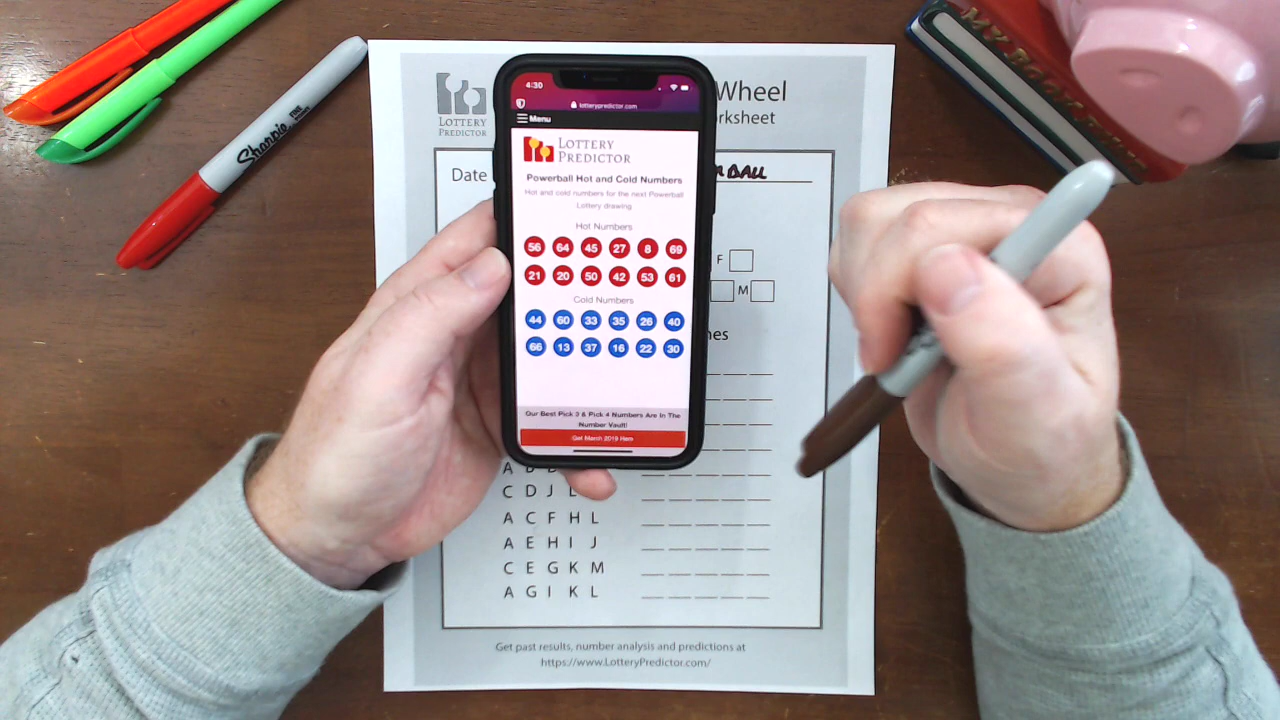 Sharpie
MY BANK
LOTTERY
PREDICTOR
Wheel
rksheet
Date
BALL
F
M
nes
4:30
lotterypredictor.com
Menu
LOTTERY
PREDICTOR
Powerball Hot and Cold Numbers
Hot and cold numbers for the next Powerball
Lottery drawing
Hot Numbers
56 64 45 27 8 69
21 20 50 42 53 61
Cold Numbers
44 60 33 35 26 40
66 13 37 16 22 30
Our Best Pick 3 & Pick 4 Numbers Are In The
Number Vault!
Get March 2019 Here
A
C D J L
A C F H L
A E H I J
C E G K M
A G I K L
Get past results, number analysis and predictions at
https://www.LotteryPredictor.com/